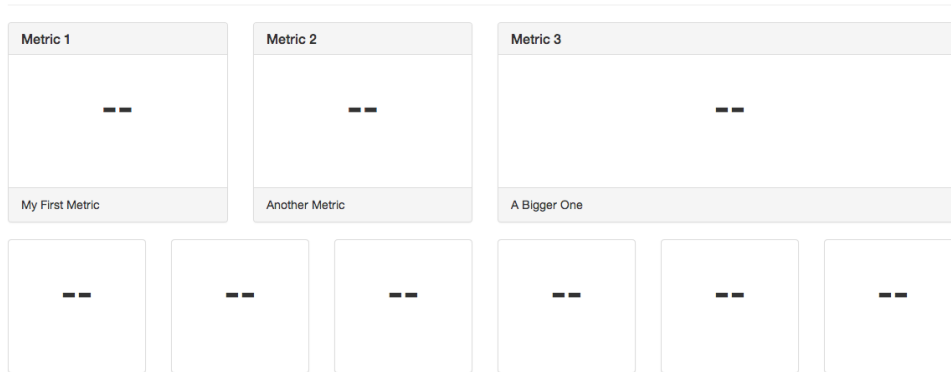 Metric 1
Metric 2
Metric 3
--
--
--
My First Metric
Another Metric
A Bigger One
--
--
--
--
--
--